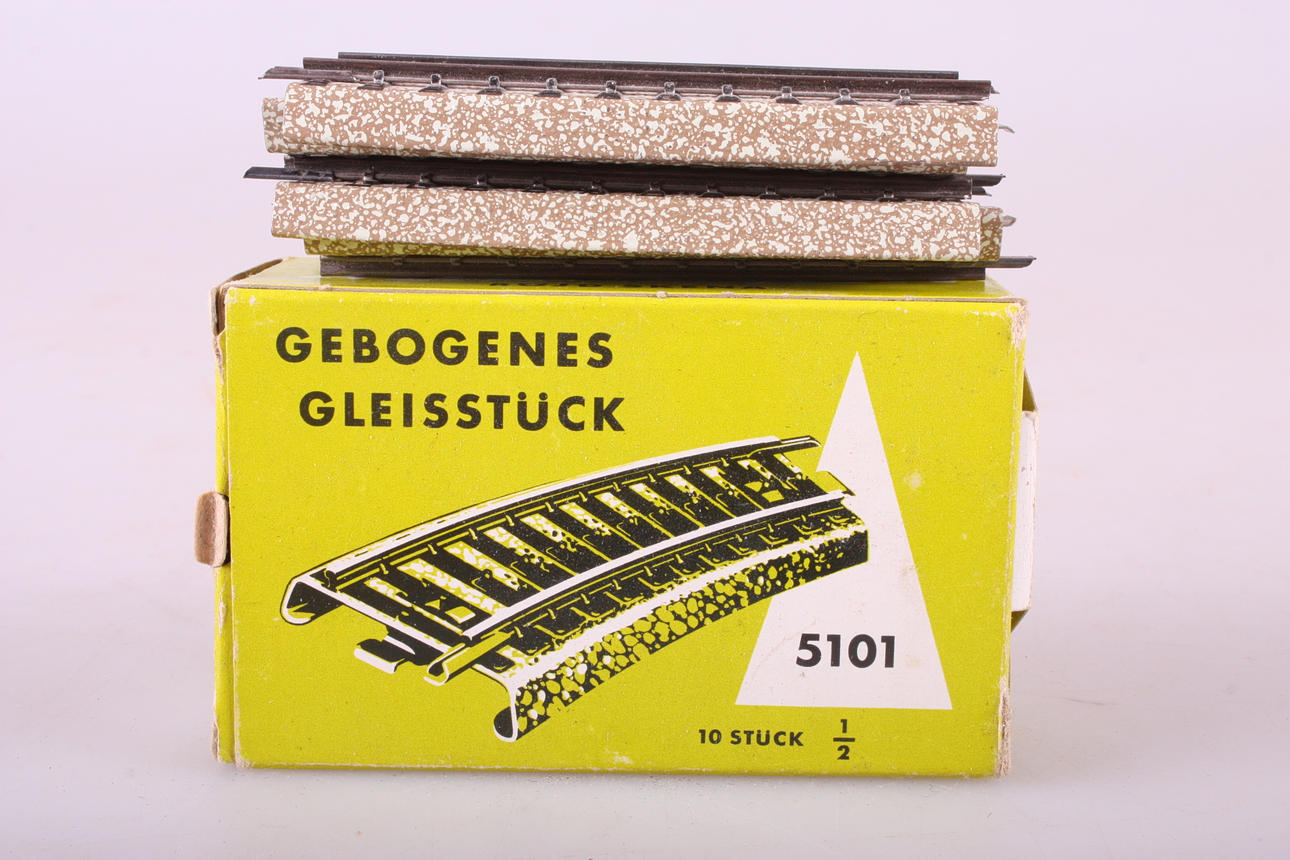 GEBOGENES
GLEISSTÜCK
5101
10 STÜCK 1/2